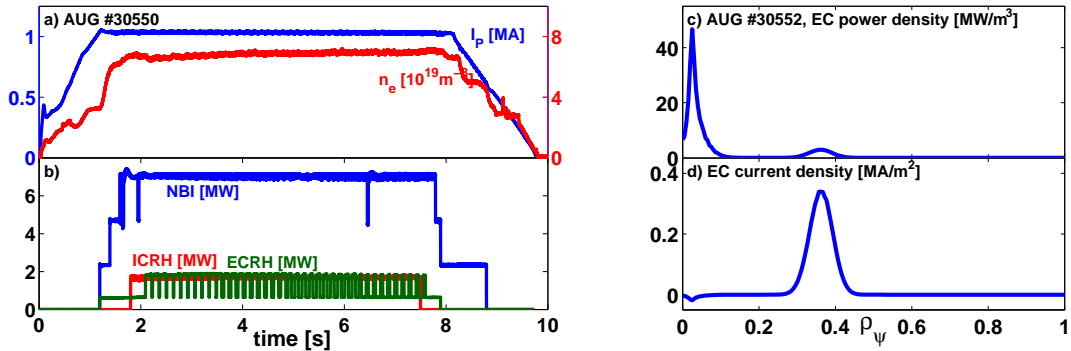 a) AUG #30550
I_P [MA]
n_e [10^19 m^-3]
1
0.5
0
8
4
0
b)
NBI [MW]
ICRH [MW] ECRH [MW]
6
4
2
0
0 2 4 6 8 10
time [s]
c) AUG #30552, EC power density [MW/m^3]
40
20
0
d) EC current density [MA/m^2]
0.4
0.2
0
0 0.2 0.4 0.6 0.8 1
ρ_ψ